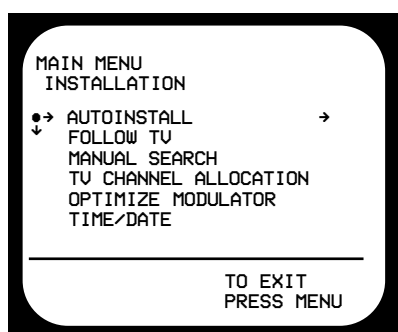 MAIN MENU
INSTALLATION
●→ AUTOINSTALL →
↓ FOLLOW TV
MANUAL SEARCH
TV CHANNEL ALLOCATION
OPTIMIZE MODULATOR
TIME/DATE
TO EXIT
PRESS MENU